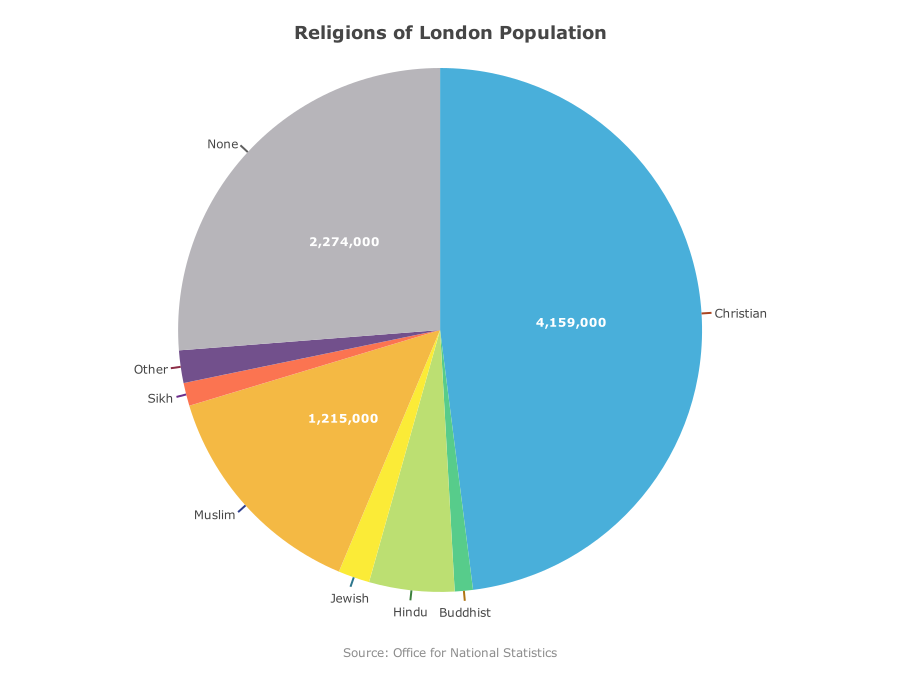 Religions of London Population
None
2,274,000
Christian
4,159,000
Other
Sikh
1,215,000
Muslim
Jewish
Hindu
Buddhist
Source: Office for National Statistics